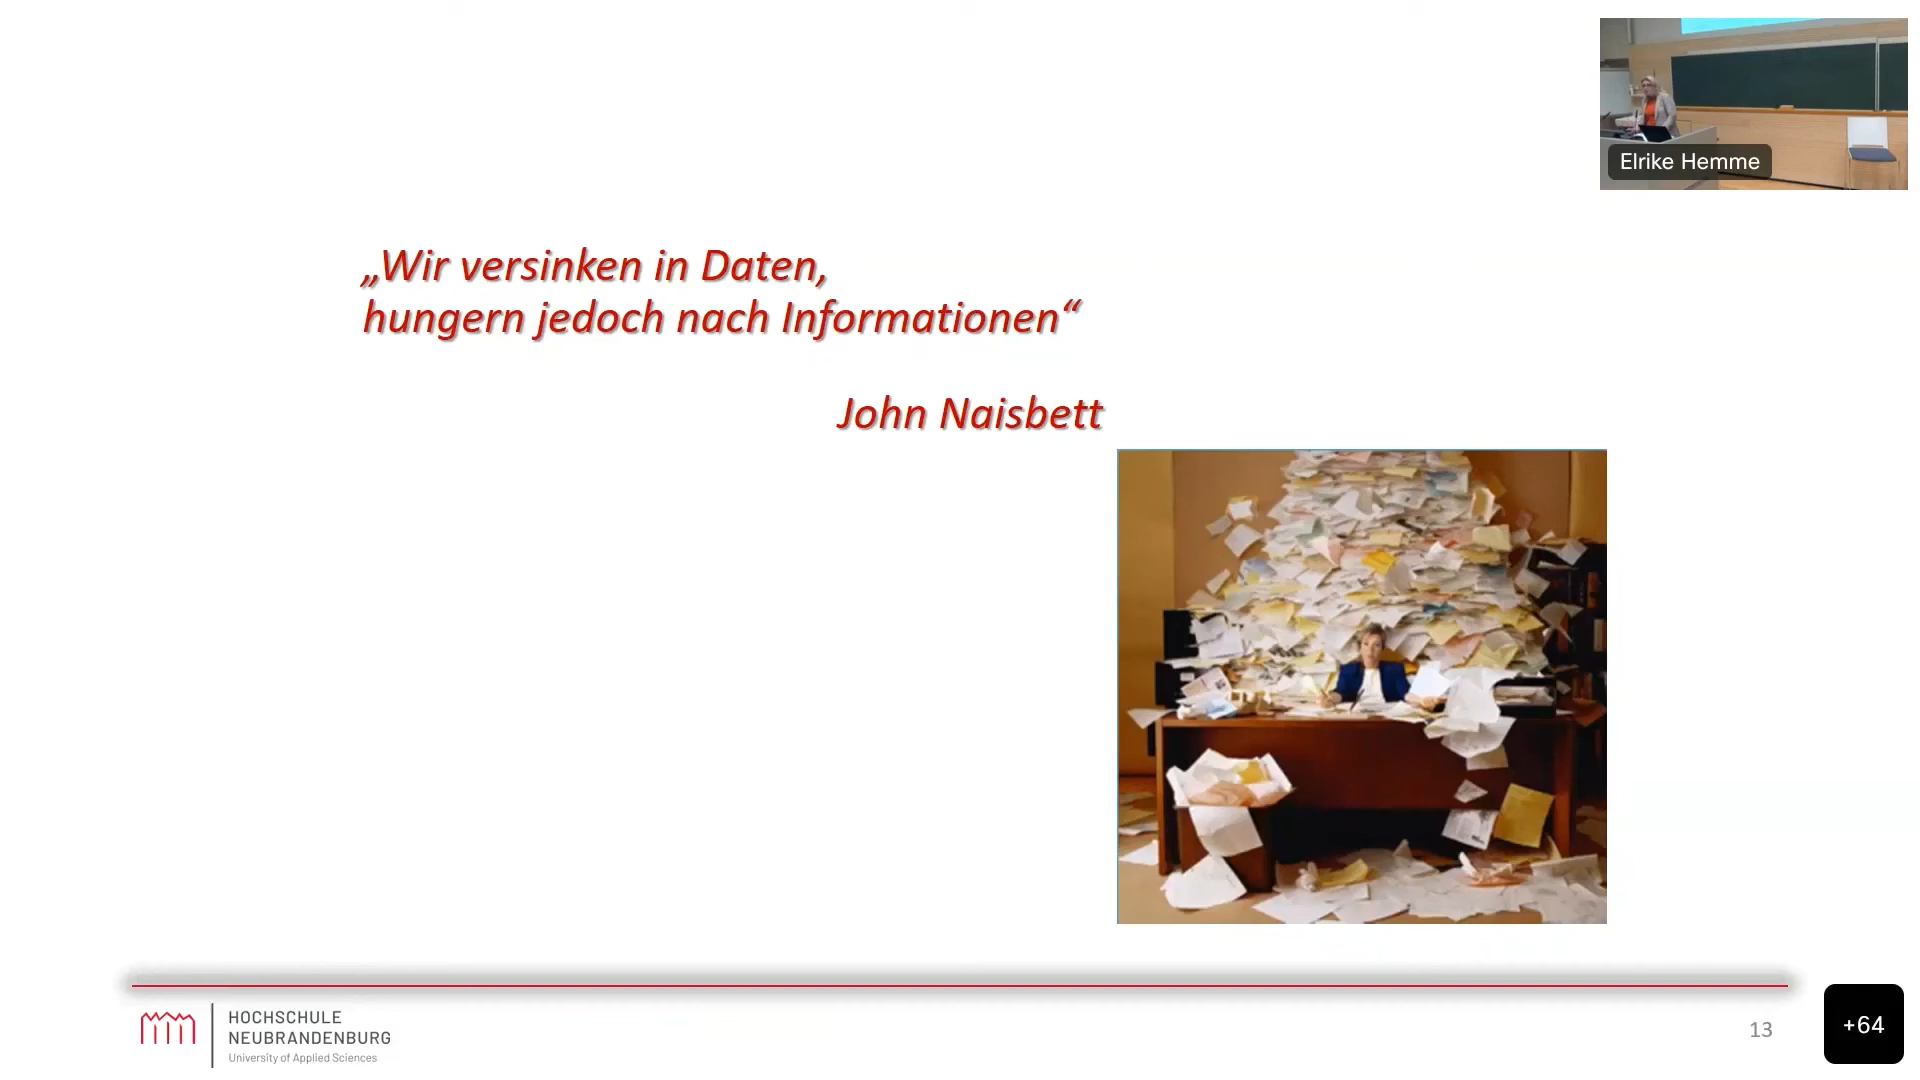 Elrike Hemme
„Wir versinken in Daten,
hungern jedoch nach Informationen“
John Naisbett
HOCHSCHULE
NEUBRANDENBURG
University of Applied Sciences
13
+64